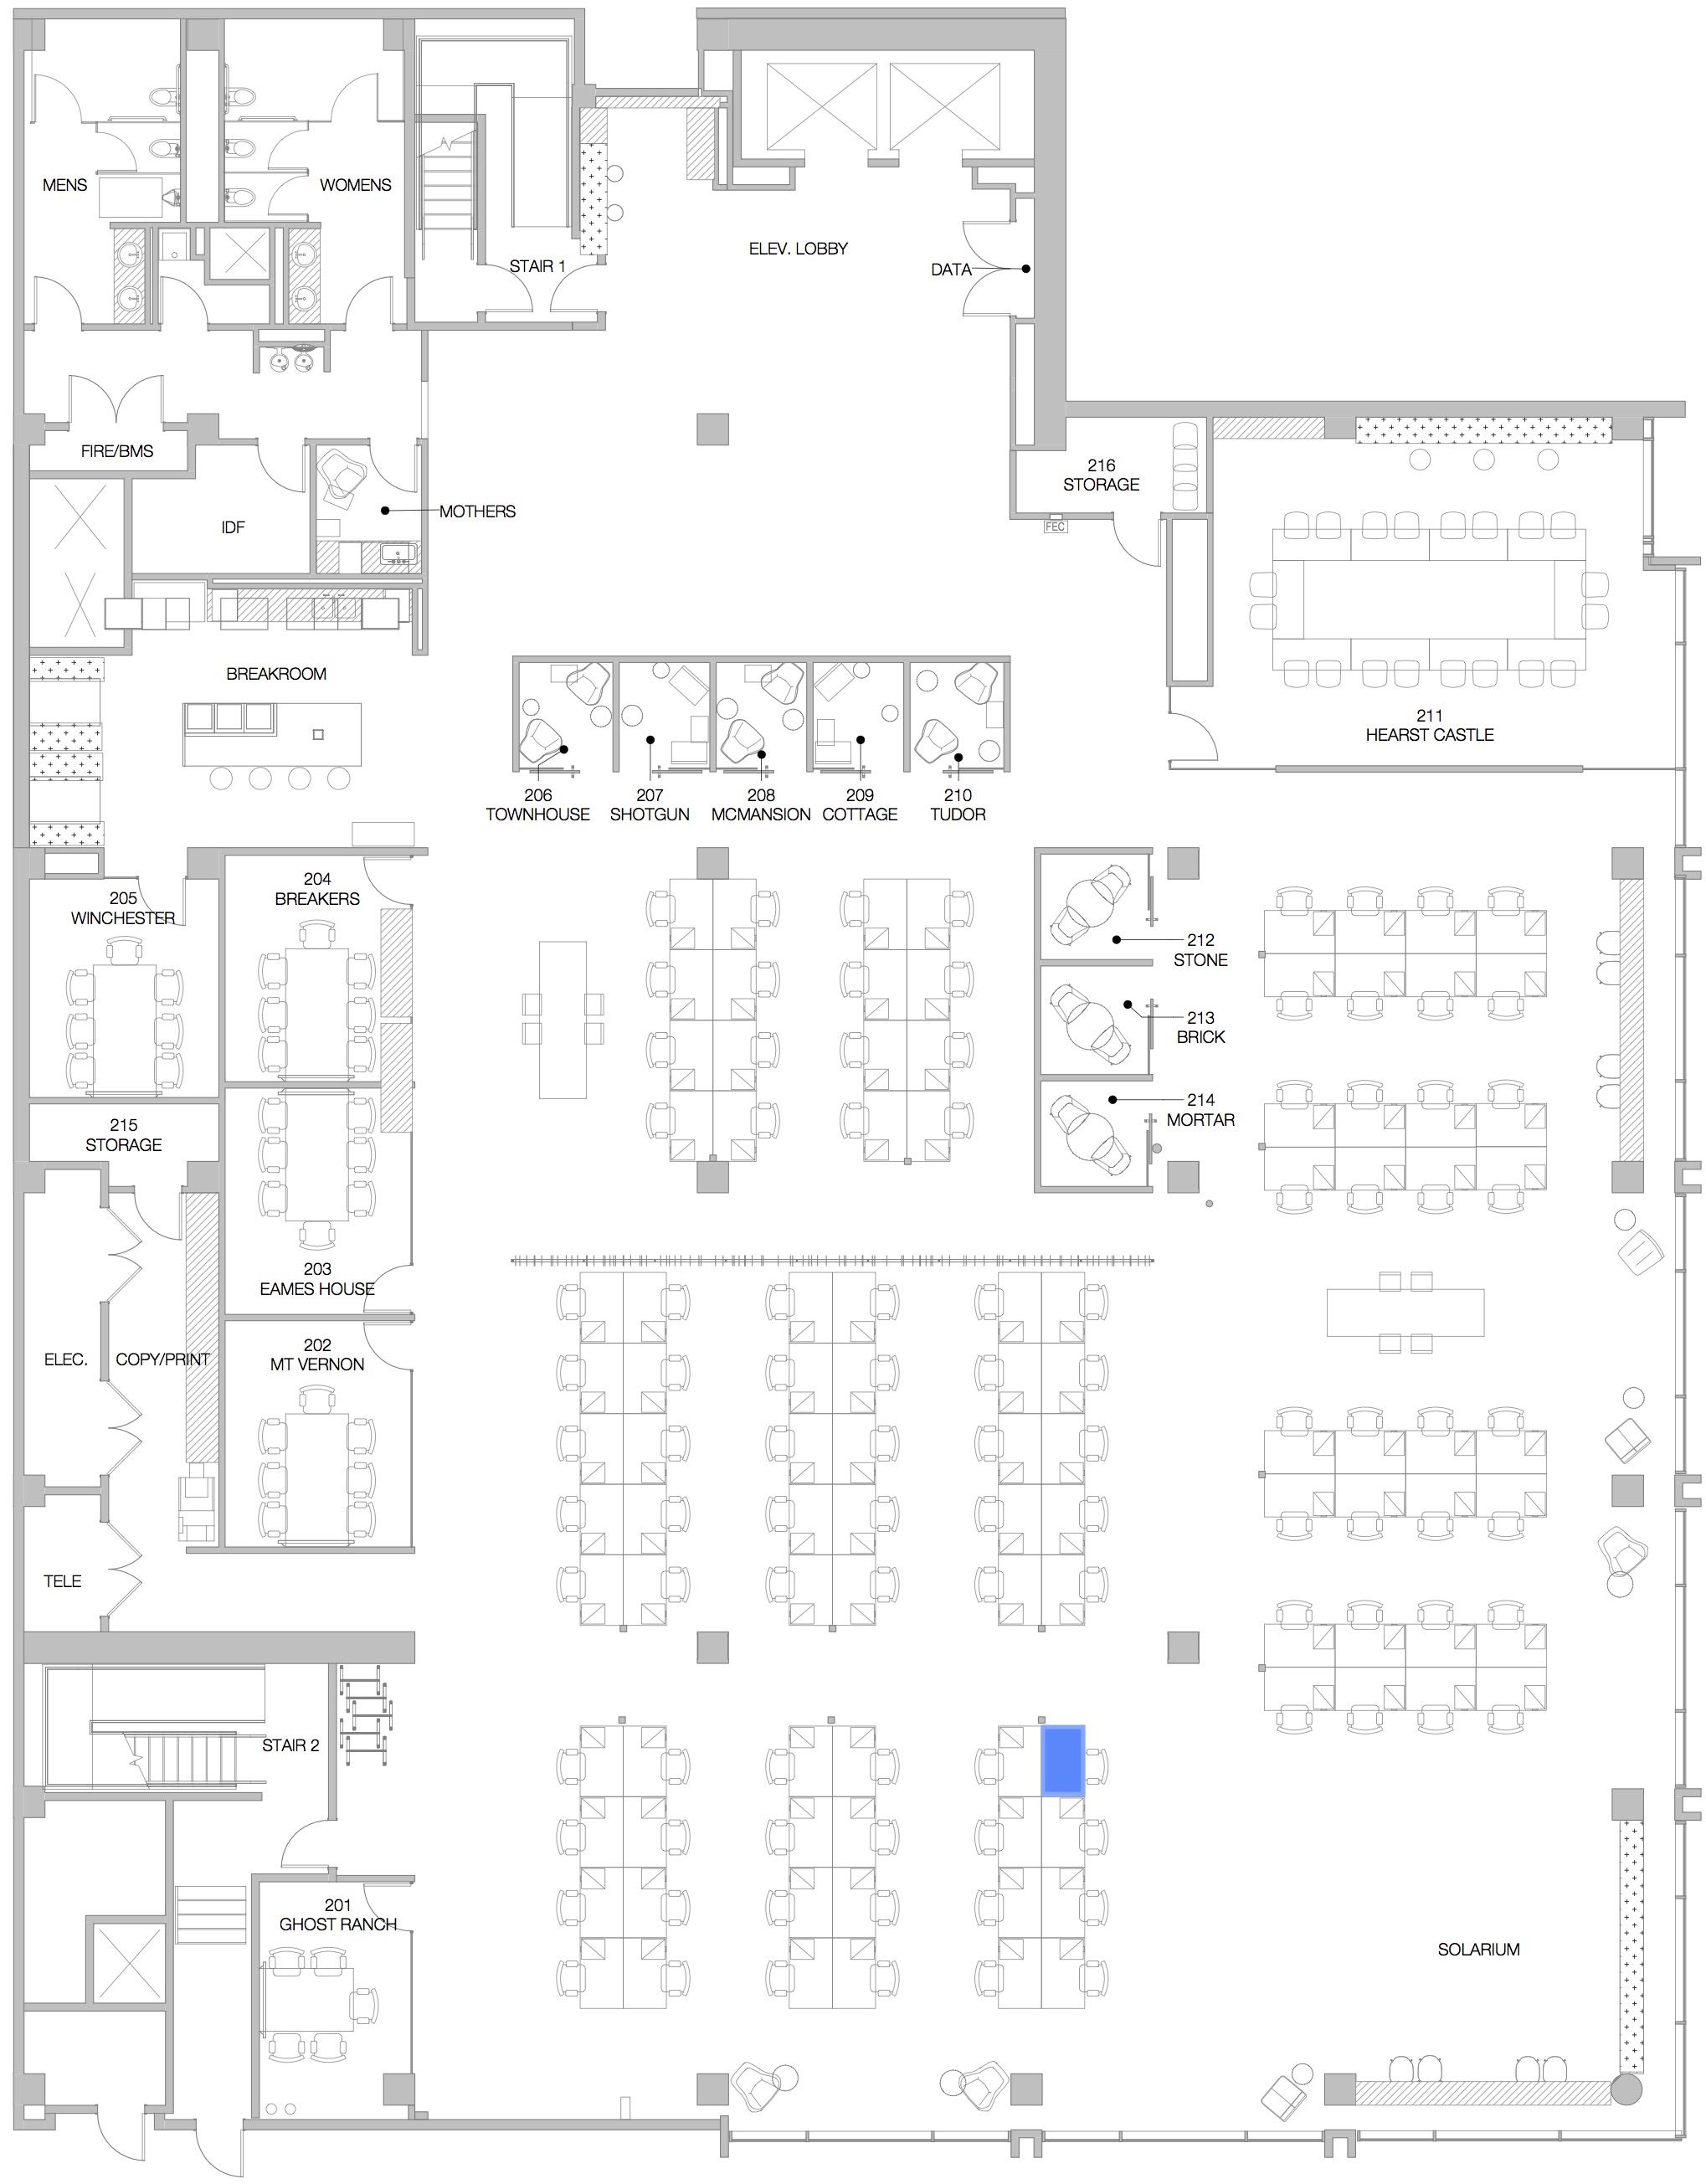 MENS
WOMENS
STAIR 1
ELEV. LOBBY
DATA
FIRE/BMS
IDF
MOTHERS
216
STORAGE
FEC
BREAKROOM
211
HEARST CASTLE
206
TOWNHOUSE
207
SHOTGUN
208
MCMANSION
209
COTTAGE
210
TUDOR
205
WINCHESTER
204
BREAKERS
212
STONE
213
BRICK
214
MORTAR
215
STORAGE
203
EAMES HOUSE
202
MT VERNON
ELEC.
COPY/PRINT
TELE
STAIR 2
201
GHOST RANCH
SOLARIUM